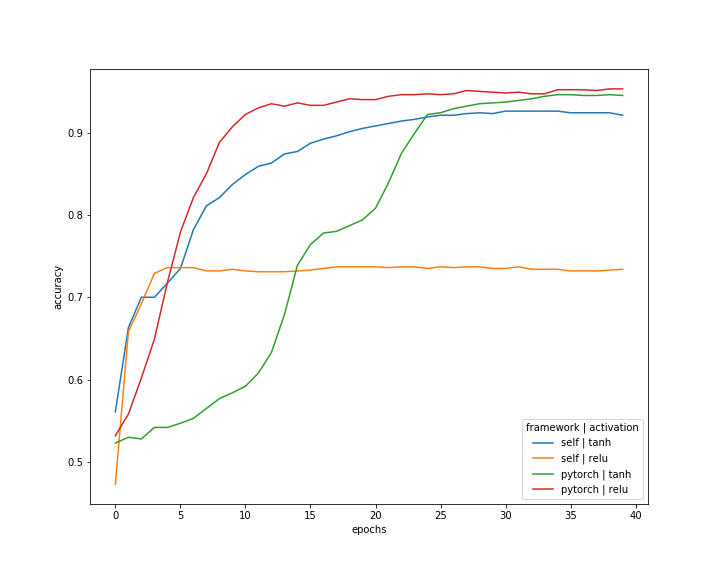 accuracy
0.9
0.8
0.7
0.6
0.5
0 5 10 15 20 25 30 35 40
epochs
framework | activation
self | tanh
self | relu
pytorch | tanh
pytorch | relu